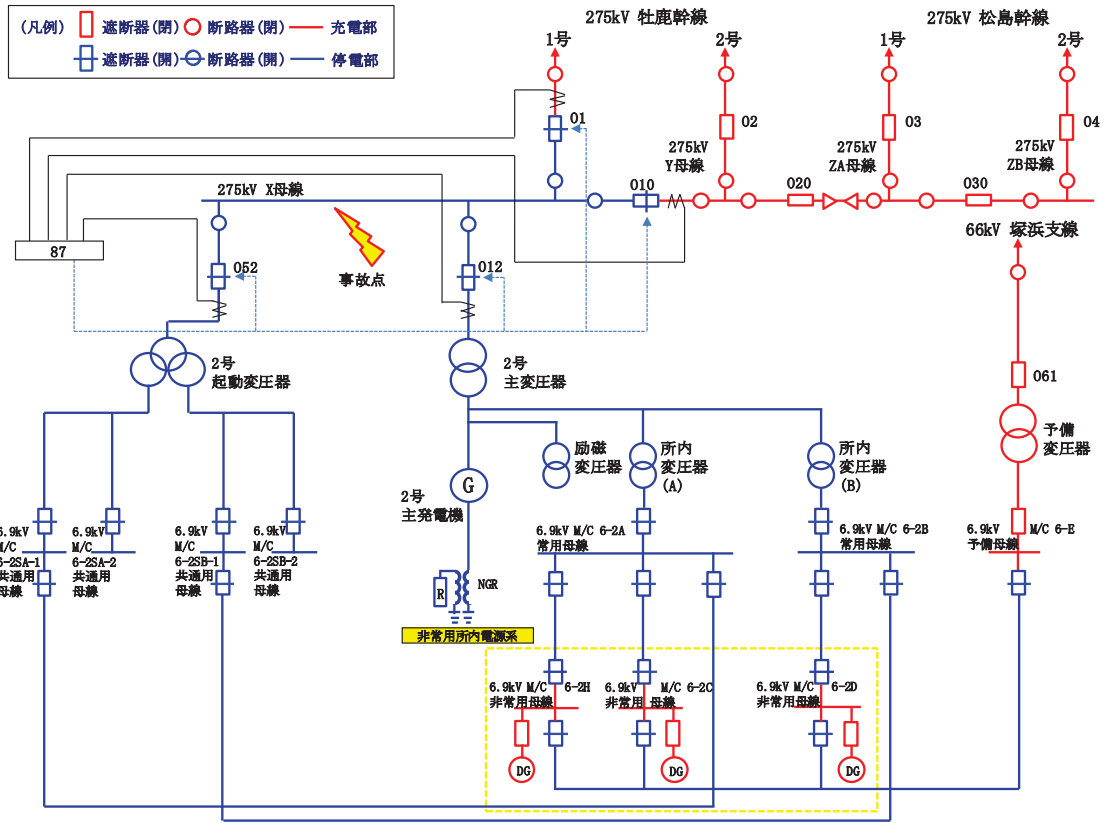 (凡例) 遮断器(閉) 断路器(閉) 充電部
遮断器(開) 断路器(開) 停電部
275kV 牡鹿幹線
275kV 松島幹線
1号
2号
1号
2号
01
02
03
04
275kV
Y母線
275kV
ZA母線
275kV
ZB母線
275kV X母線
010
020
030
87
052
012
事故点
66kV 塚浜支線
061
2号
起動変圧器
2号
主変圧器
予備
変圧器
励磁
変圧器
所内
変圧器
(A)
所内
変圧器
(B)
G
2号
主発電機
6.9kV
M/C
6-2SA-1
共通用
母線
6.9kV
M/C
6-2SA-2
共通用
母線
6.9kV
M/C
6-2SB-1
共通用
母線
6.9kV
M/C
6-2SB-2
共通用
母線
6.9kV M/C 6-2A
常用母線
6.9kV M/C 6-2B
常用母線
6.9kV M/C 6-E
予備母線
R
NGR
非常用所内電源系
6.9kV M/C 6-2H
非常用母線
6.9kV M/C 6-2C
非常用 母線
6.9kV M/C 6-2D
非常用母線
DG
DG
DG